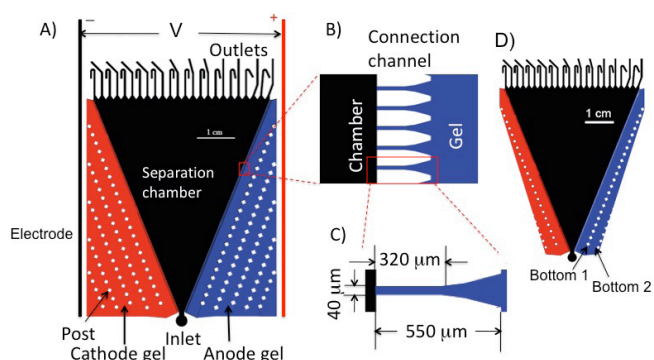 A)
−
+
V
Outlets
1 cm
Separation
chamber
Electrode
Post
Cathode gel
Inlet
Anode gel
B)
Connection
channel
Chamber
Gel
C)
320 μm
40 μm
550 μm
D)
1 cm
Bottom 1
Bottom 2